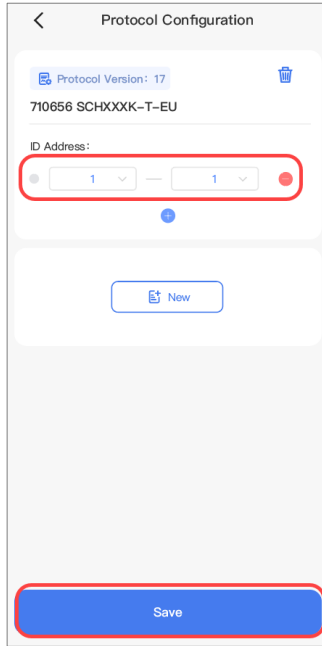 Protocol Configuration
Protocol Version: 17
710656 SCHXXXK-T-EU
ID Address:
1 — 1
New
Save